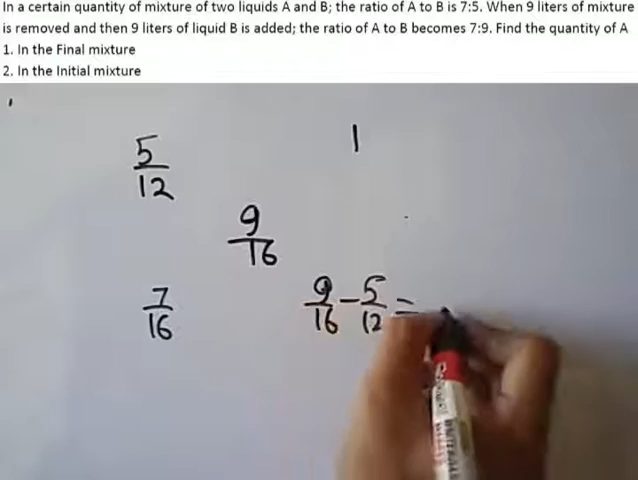 In a certain quantity of mixture of two liquids A and B; the ratio of A to B is 7:5. When 9 liters of mixture
is removed and then 9 liters of liquid B is added; the ratio of A to B becomes 7:9. Find the quantity of A
1. In the Final mixture
2. In the Initial mixture
5/12
1
9/16
7/16
9/16 - 5/12 =